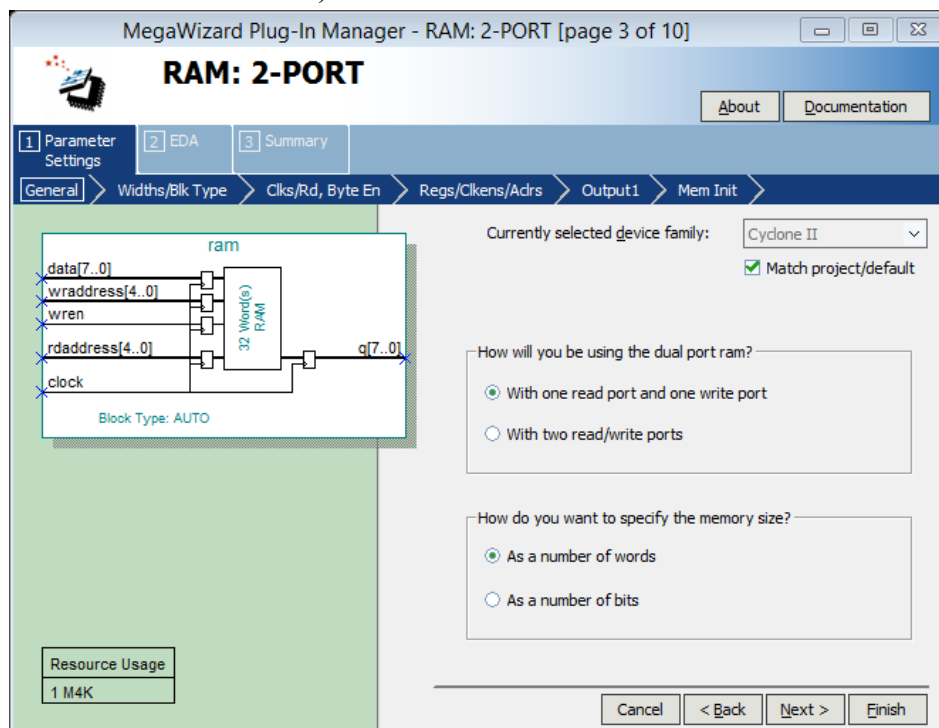 MegaWizard Plug-In Manager - RAM: 2-PORT [page 3 of 10]
RAM: 2-PORT
About
Documentation
1 Parameter Settings
2 EDA
3 Summary
General
Widths/Blk Type
Clks/Rd, Byte En
Regs/Clkens/Adrs
Output1
Mem Init
ram
data[7..0]
wraddress[4..0]
wren
rdaddress[4..0]
clock
32 Word(s)
RAM
q[7..0]
Block Type: AUTO
Resource Usage
1 M4K
Currently selected device family:
Cyclone II
Match project/default
How will you be using the dual port ram?
With one read port and one write port
With two read/write ports
How do you want to specify the memory size?
As a number of words
As a number of bits
Cancel
< Back
Next >
Finish